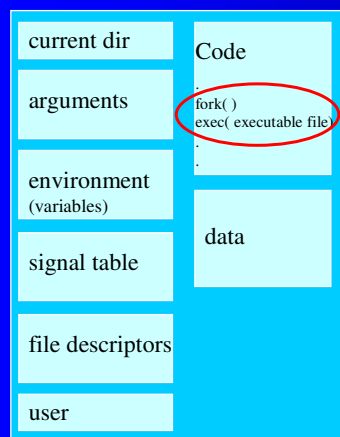 current dir
arguments
environment
(variables)
signal table
file descriptors
user
Code
.
fork( )
exec( executable file)
.
.
data